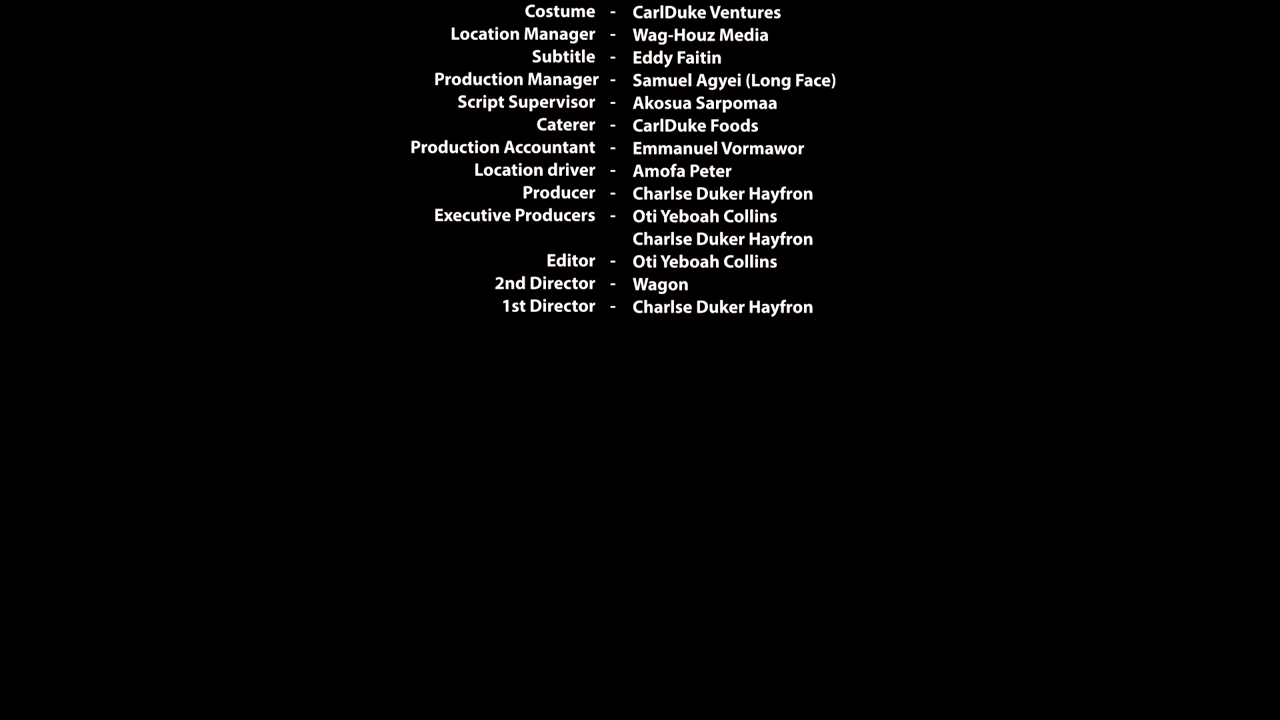 Costume - CarlDuke Ventures
Location Manager - Wag-Houz Media
Subtitle - Eddy Faitin
Production Manager - Samuel Agyei (Long Face)
Script Supervisor - Akosua Sarpomaa
Caterer - CarlDuke Foods
Production Accountant - Emmanuel Vormawor
Location driver - Amofa Peter
Producer - Charlse Duker Hayfron
Executive Producers - Oti Yeboah Collins
Charlse Duker Hayfron
Editor - Oti Yeboah Collins
2nd Director - Wagon
1st Director - Charlse Duker Hayfron